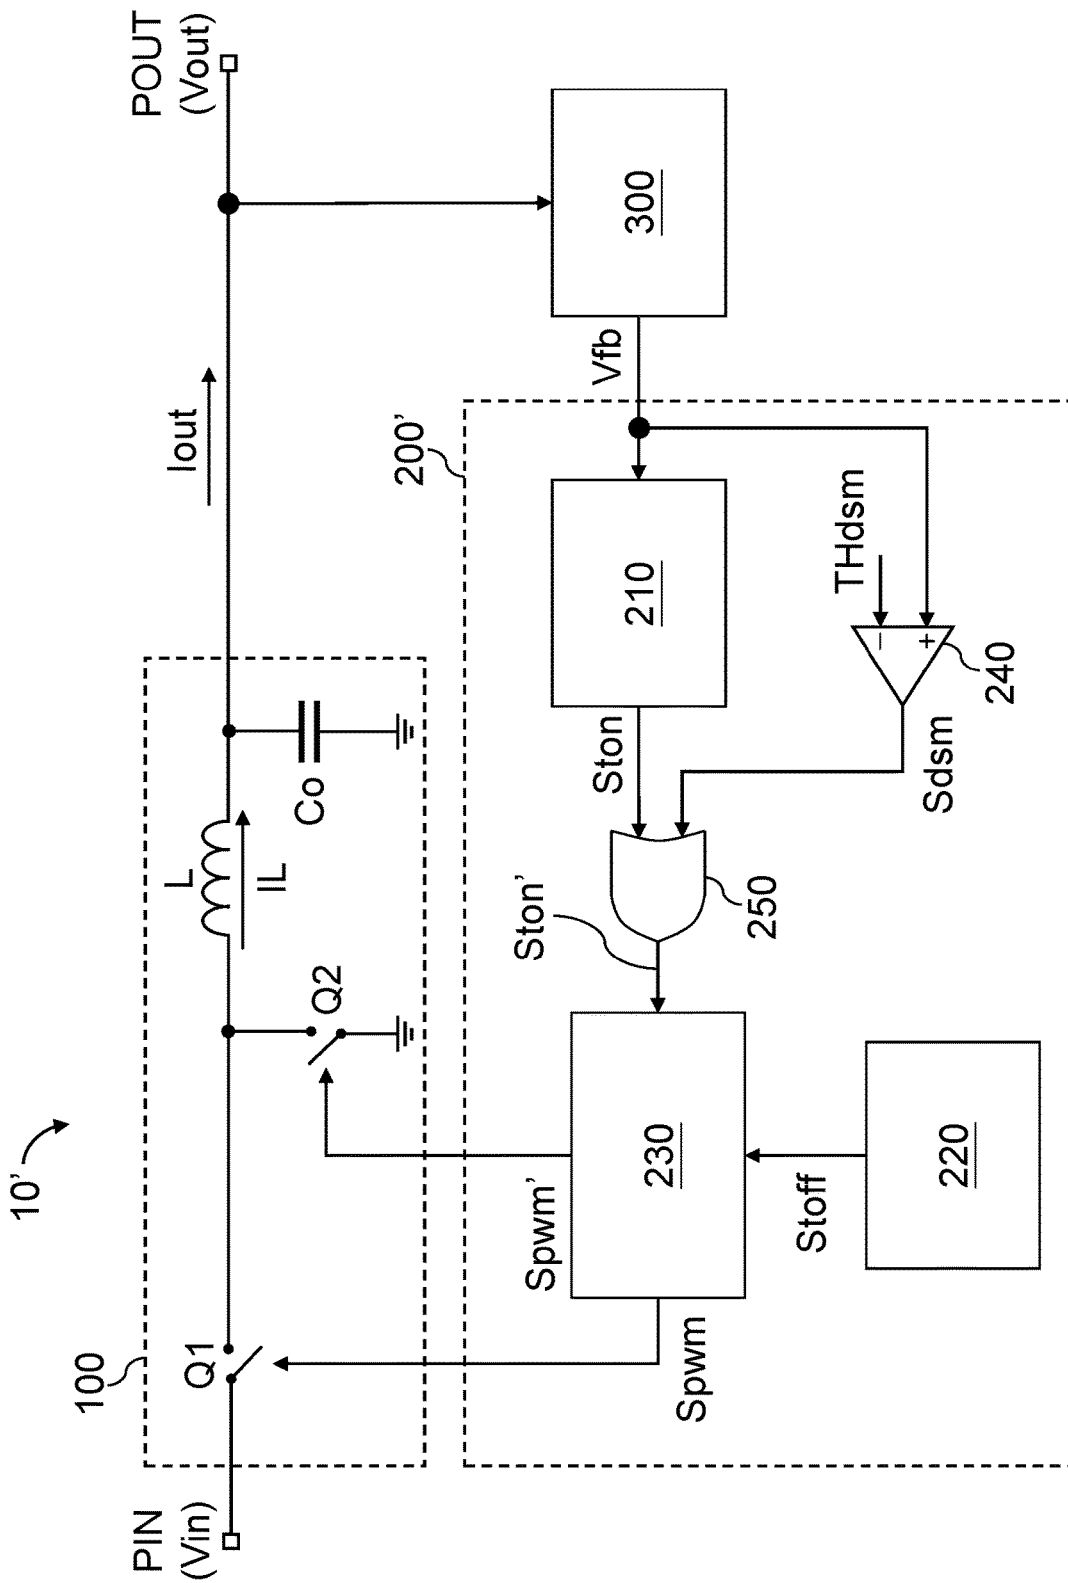 10'
PIN
(Vin)
100
Q1
Q2
L
IL
Co
Iout
POUT
(Vout)
200'
Spwm
Spwm'
230
Stoff
220
Ston'
250
Ston
210
Sdsm
240
THdsm
−
+
Vfb
300